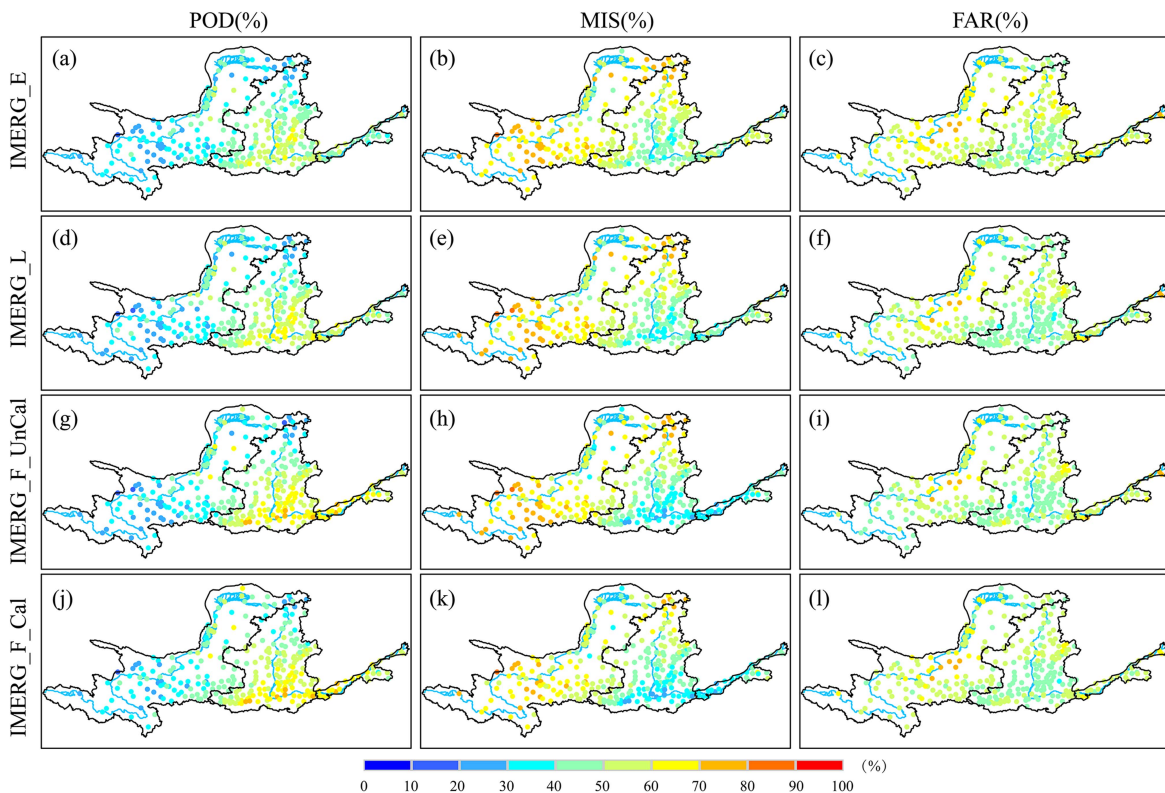 POD(%) MIS(%) FAR(%)
IMERG_E
(a) (b) (c)
IMERG_L
(d) (e) (f)
IMERG_F_UnCal
(g) (h) (i)
IMERG_F_Cal
(j) (k) (l)
(%)
0 10 20 30 40 50 60 70 80 90 100